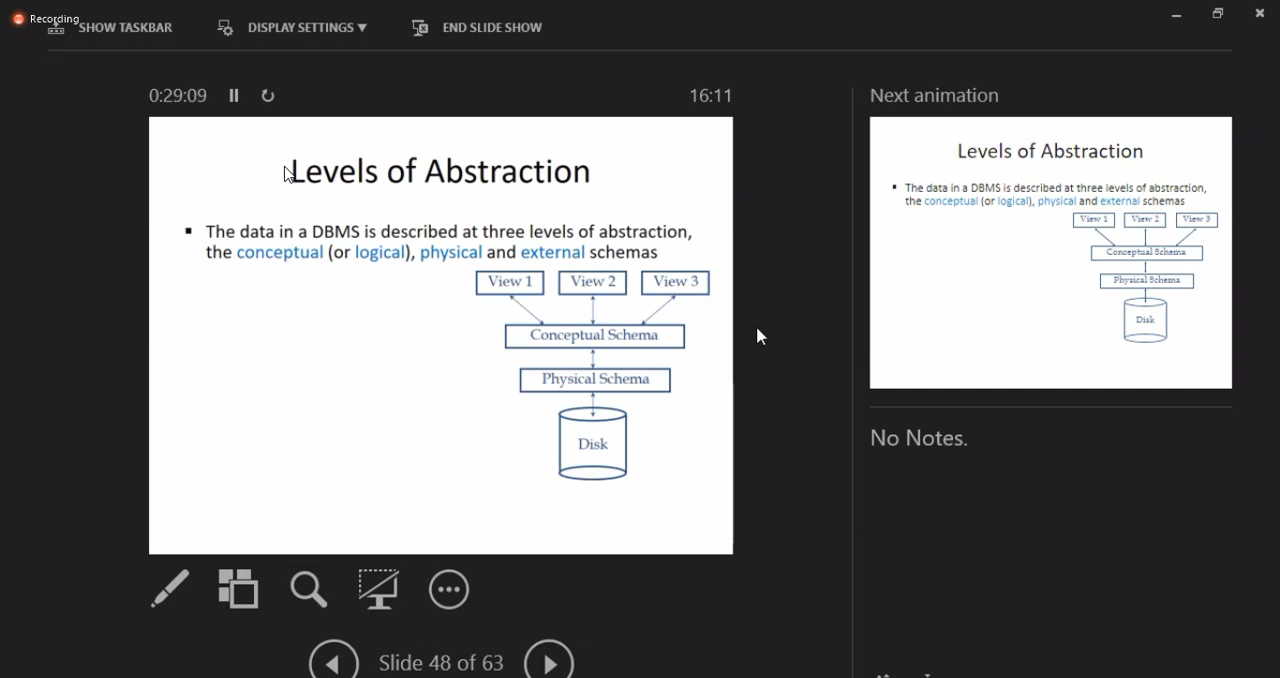 Recording
SHOW TASKBAR
DISPLAY SETTINGS
END SLIDE SHOW
0:29:09
16:11
Levels of Abstraction
The data in a DBMS is described at three levels of abstraction,
the conceptual (or logical), physical and external schemas
View 1
View 2
View 3
Conceptual Schema
Physical Schema
Disk
Slide 48 of 63
Next animation
Levels of Abstraction
The data in a DBMS is described at three levels of abstraction,
the conceptual (or logical), physical and external schemas
View 1
View 2
View 3
Conceptual Schema
Physical Schema
Disk
No Notes.